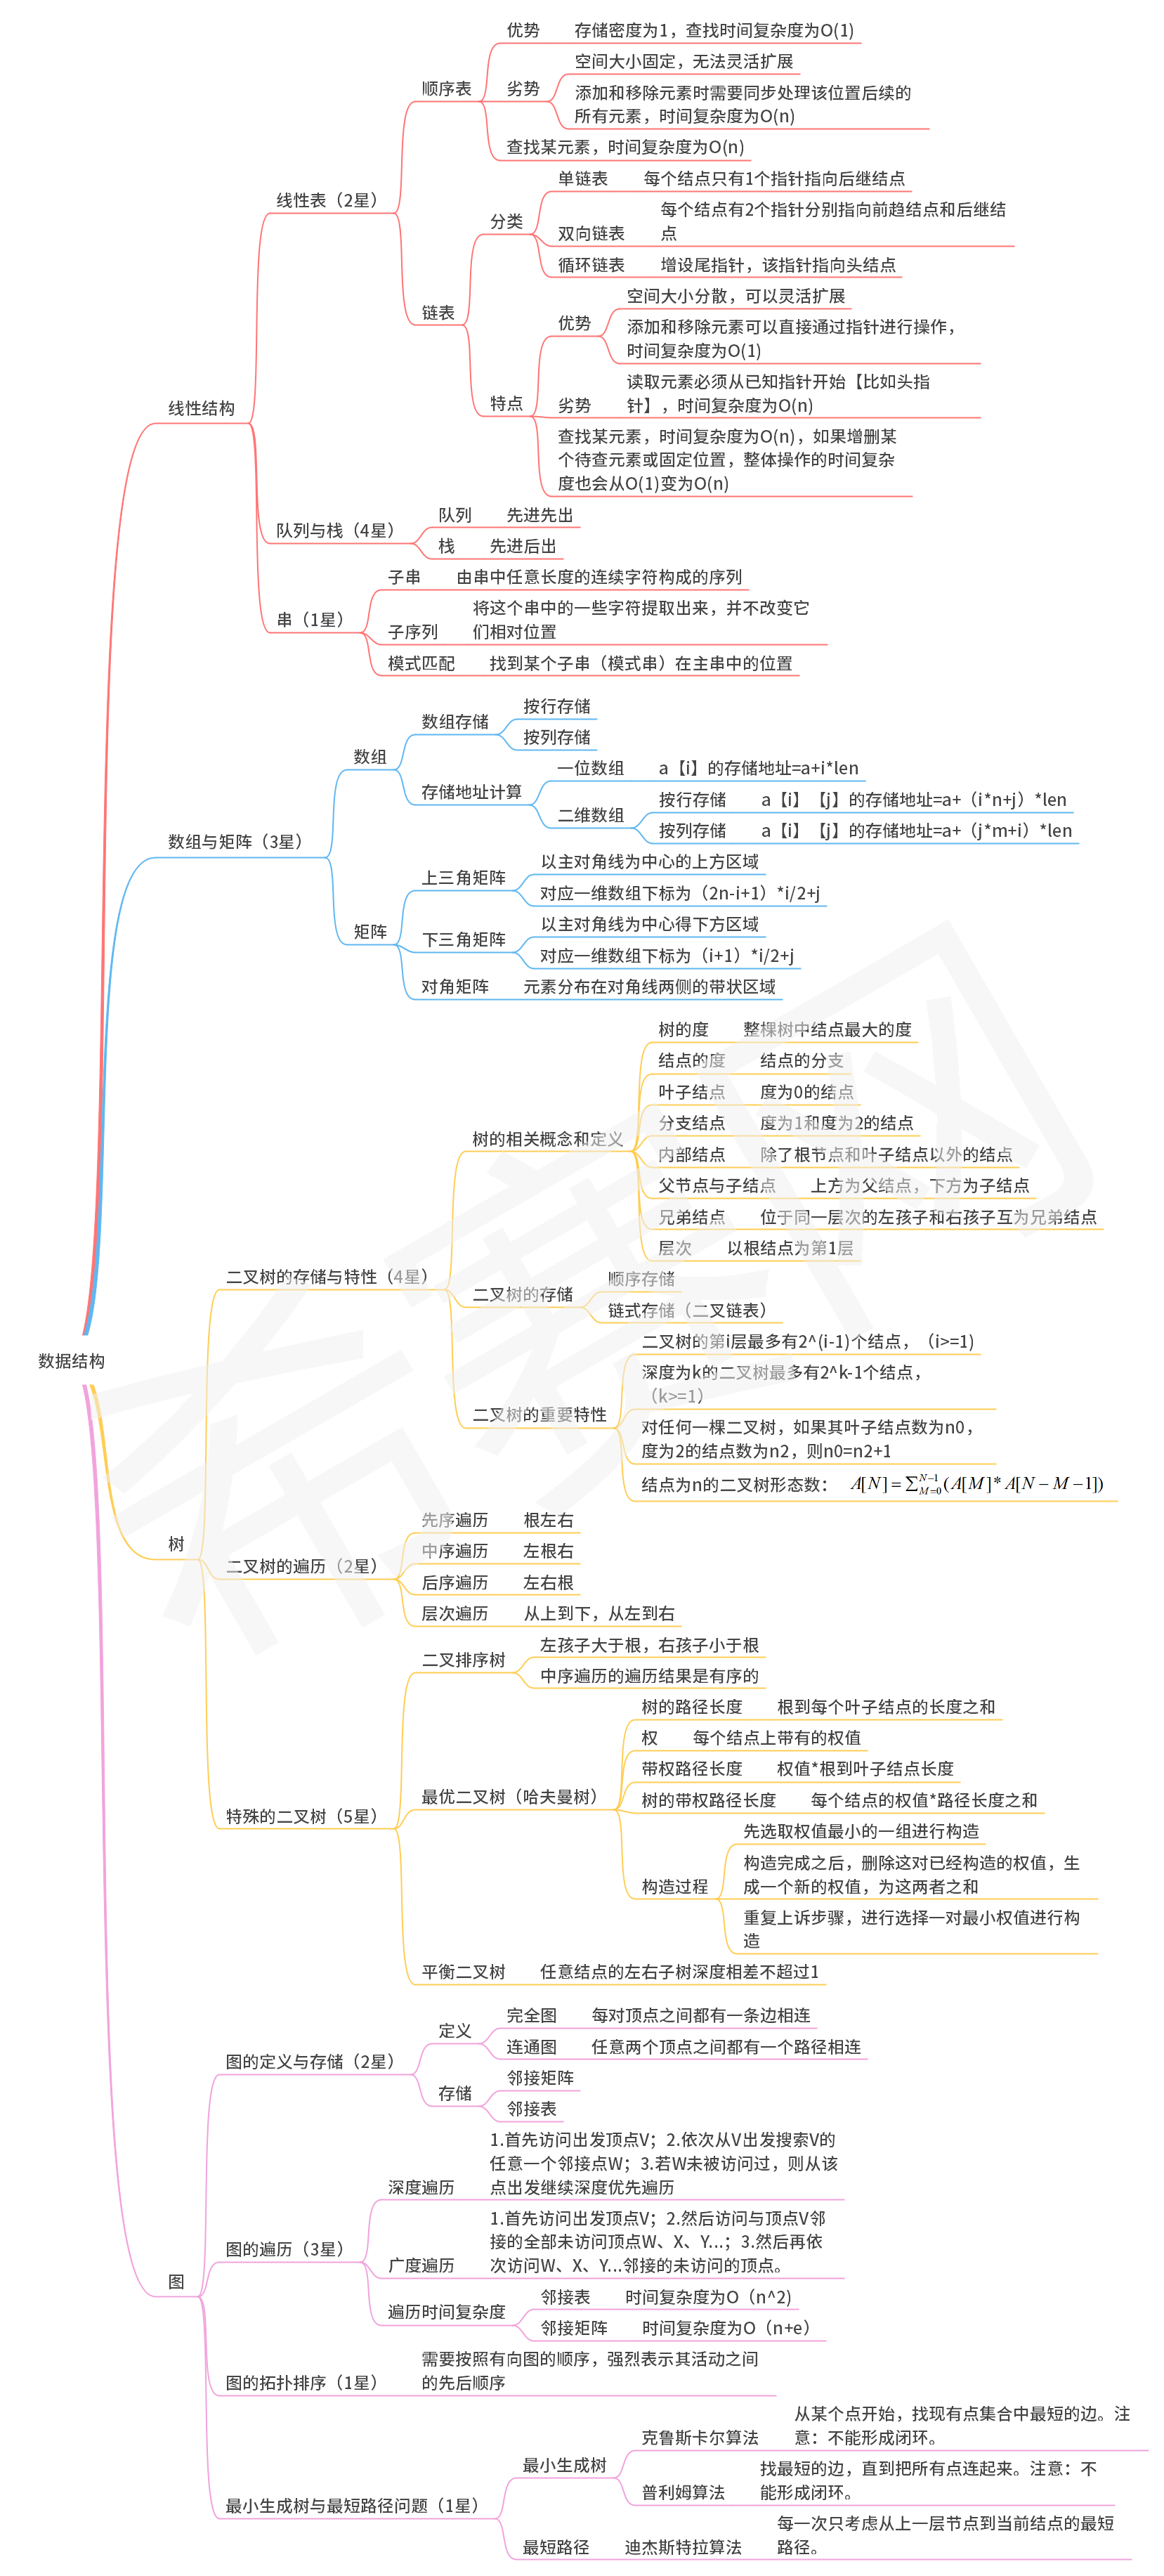 优势 存储密度为1，查找时间复杂度为O(1)
空间大小固定，无法灵活扩展
顺序表 劣势
添加和移除元素时需要同步处理该位置后续的
所有元素，时间复杂度为O(n)
查找某元素，时间复杂度为O(n)
线性表（2星）
单链表 每个结点只有1个指针指向后继结点
分类
每个结点有2个指针分别指向前趋结点和后继结
双向链表 点
循环链表 增设尾指针，该指针指向头结点
链表
空间大小分散，可以灵活扩展
优势
添加和移除元素可以直接通过指针进行操作，
时间复杂度为O(1)
读取元素必须从已知指针开始【比如头指
特点 劣势 针】，时间复杂度为O(n)
线性结构
查找某元素，时间复杂度为O(n)，如果增删某
个待查元素或固定位置，整体操作的时间复杂
度也会从O(1)变为O(n)
队列 先进先出
队列与栈（4星）
栈 先进后出
子串 由串中任意长度的连续字符构成的序列
串（1星）
将这个串中的一些字符提取出来，并不改变它
子序列 们相对位置
模式匹配 找到某个子串（模式串）在主串中的位置
按行存储
数组存储
按列存储
数组
一位数组 a【i】的存储地址=a+i*len
存储地址计算
按行存储 a【i】【j】的存储地址=a+（i*n+j）*len
二维数组
按列存储 a【i】【j】的存储地址=a+（j*m+i）*len
数组与矩阵（3星）
以主对角线为中心的上方区域
上三角矩阵
对应一维数组下标为（2n-i+1）*i/2+j
以主对角线为中心得下方区域
矩阵 下三角矩阵
对应一维数组下标为（i+1）*i/2+j
对角矩阵 元素分布在对角线两侧的带状区域
树的度 整棵树中结点最大的度
结点的度 结点的分支
叶子结点 度为0的结点
分支结点 度为1和度为2的结点
树的相关概念和定义
内部结点 除了根节点和叶子结点以外的结点
父节点与子结点 上方为父结点，下方为子结点
兄弟结点 位于同一层次的左孩子和右孩子互为兄弟结点
层次 以根结点为第1层
二叉树的存储与特性（4星）
顺序存储
二叉树的存储
链式存储（二叉链表）
二叉树的第i层最多有2^(i-1)个结点，（i>=1)
数据结构
深度为k的二叉树最多有2^k-1个结点，
（k>=1）
二叉树的重要特性
对任何一棵二叉树，如果其叶子结点数为n0，
度为2的结点数为n2，则n0=n2+1
结点为n的二叉树形态数： A[N]=∑_{M=0}^{N−1}(A[M]*A[N−M−1])
树
先序遍历 根左右
中序遍历 左根右
二叉树的遍历（2星）
后序遍历 左右根
层次遍历 从上到下，从左到右
左孩子大于根，右孩子小于根
二叉排序树
中序遍历的遍历结果是有序的
树的路径长度 根到每个叶子结点的长度之和
权 每个结点上带有的权值
带权路径长度 权值*根到叶子结点长度
最优二叉树（哈夫曼树）
树的带权路径长度 每个结点的权值*路径长度之和
特殊的二叉树（5星）
先选取权值最小的一组进行构造
构造完成之后，删除这对已经构造的权值，生
构造过程 成一个新的权值，为这两者之和
重复上诉步骤，进行选择一对最小权值进行构
造
平衡二叉树 任意结点的左右子树深度相差不超过1
完全图 每对顶点之间都有一条边相连
定义
连通图 任意两个顶点之间都有一个路径相连
图的定义与存储（2星）
邻接矩阵
存储
邻接表
1.首先访问出发顶点V；2.依次从V出发搜索V的
任意一个邻接点W；3.若W未被访问过，则从该
深度遍历 点出发继续深度优先遍历
1.首先访问出发顶点V；2.然后访问与顶点V邻
图的遍历（3星）
接的全部未访问顶点W、X、Y...；3.然后再依
广度遍历 次访问W、X、Y...邻接的未访问的顶点。
图
邻接表 时间复杂度为O（n^2)
遍历时间复杂度
邻接矩阵 时间复杂度为O（n+e）
需要按照有向图的顺序，强烈表示其活动之间
图的拓扑排序（1星） 的先后顺序
从某个点开始，找现有点集合中最短的边。注
克鲁斯卡尔算法 意：不能形成闭环。
最小生成树
找最短的边，直到把所有点连起来。注意：不
普利姆算法 能形成闭环。
最小生成树与最短路径问题（1星）
每一次只考虑从上一层节点到当前结点的最短
最短路径 迪杰斯特拉算法 路径。
希赛网